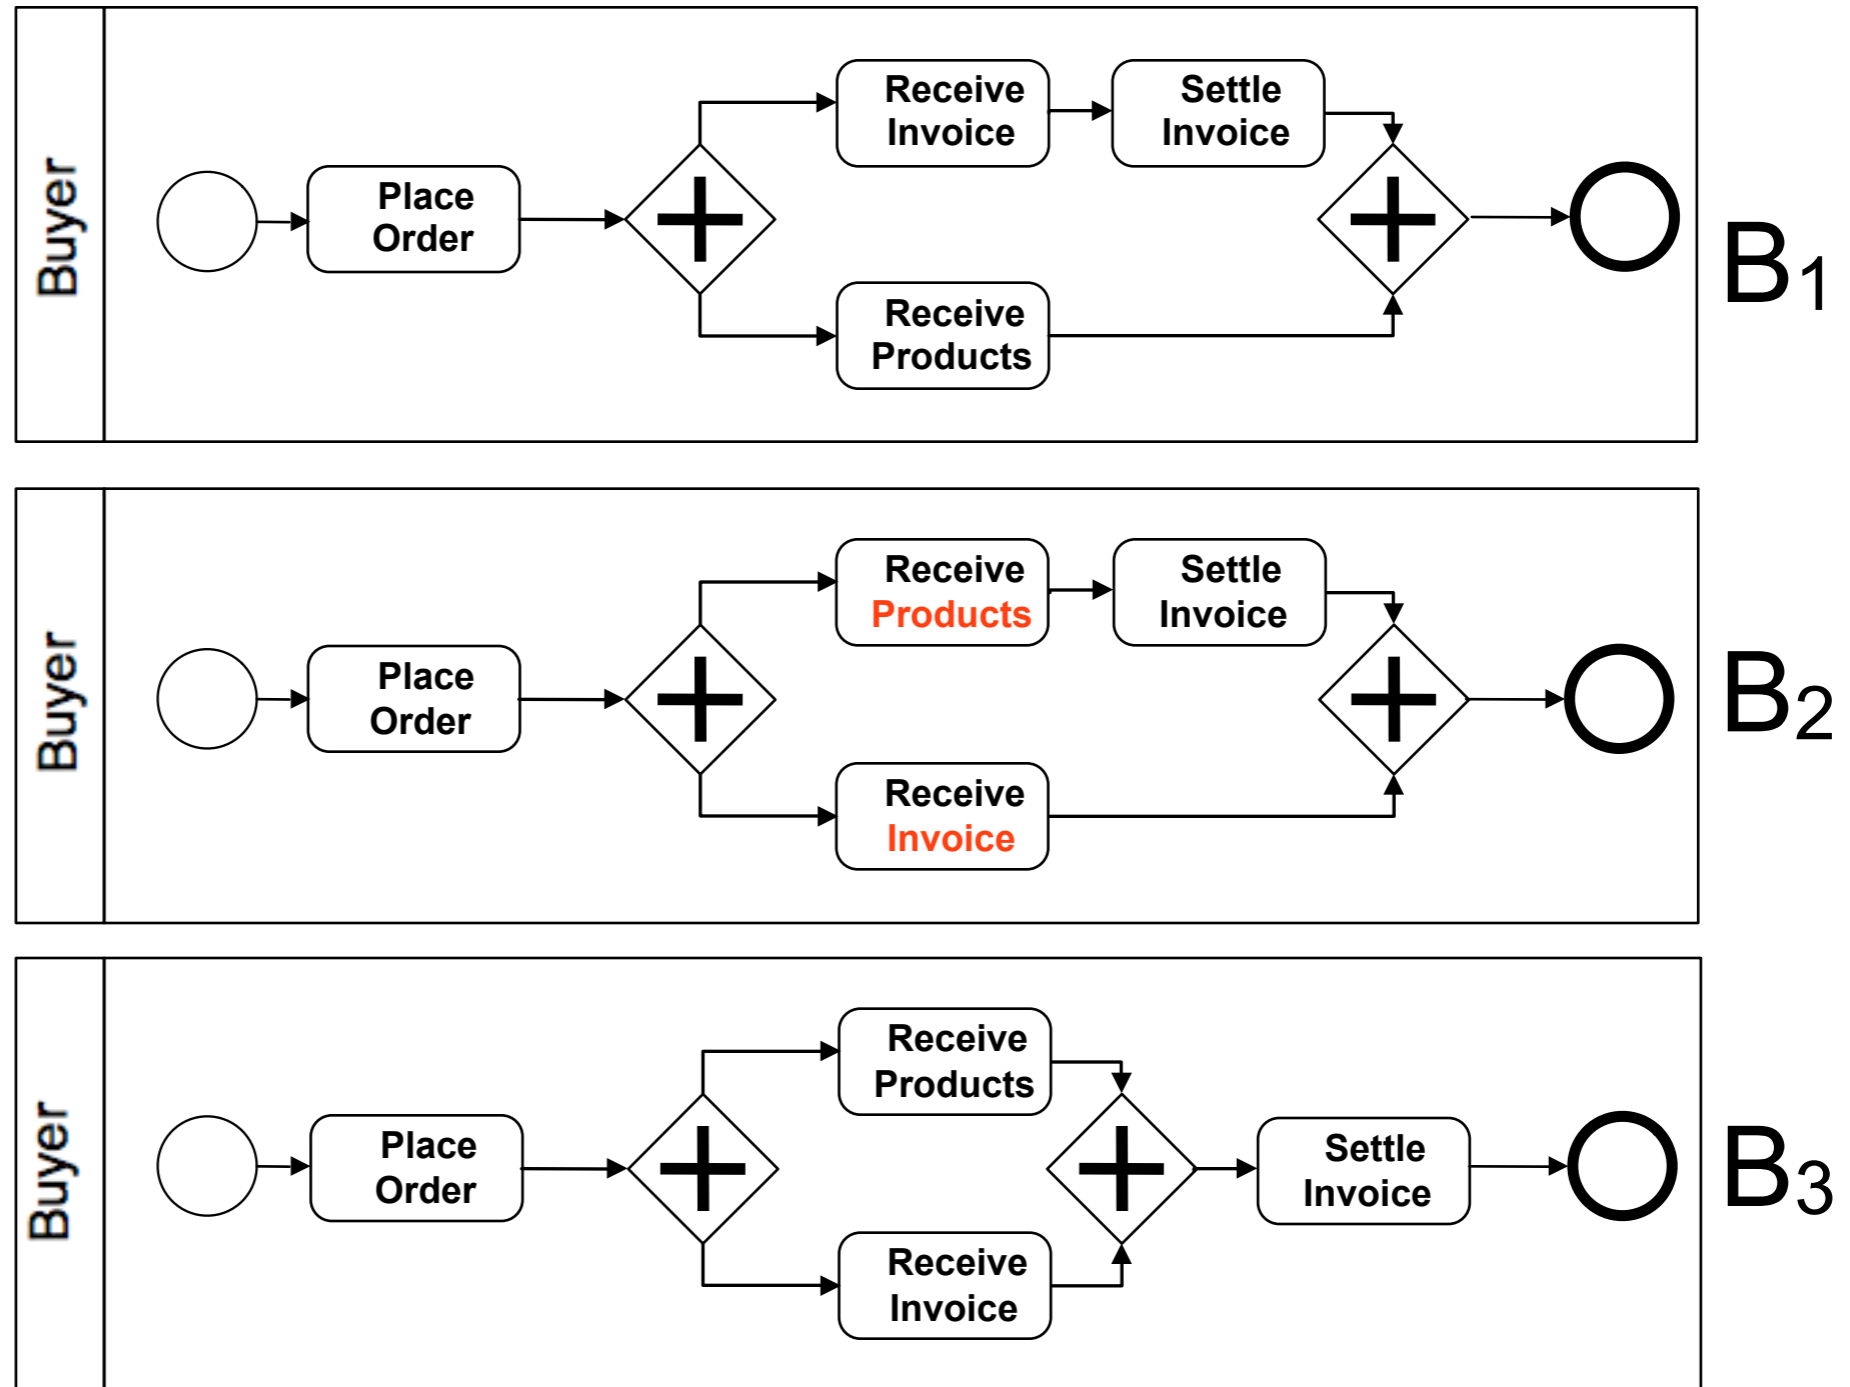 Buyer
Place
Order
Receive
Invoice
Settle
Invoice
Receive
Products
B1
Buyer
Place
Order
Receive
Products
Settle
Invoice
Receive
Invoice
B2
Buyer
Place
Order
Receive
Products
Receive
Invoice
Settle
Invoice
B3